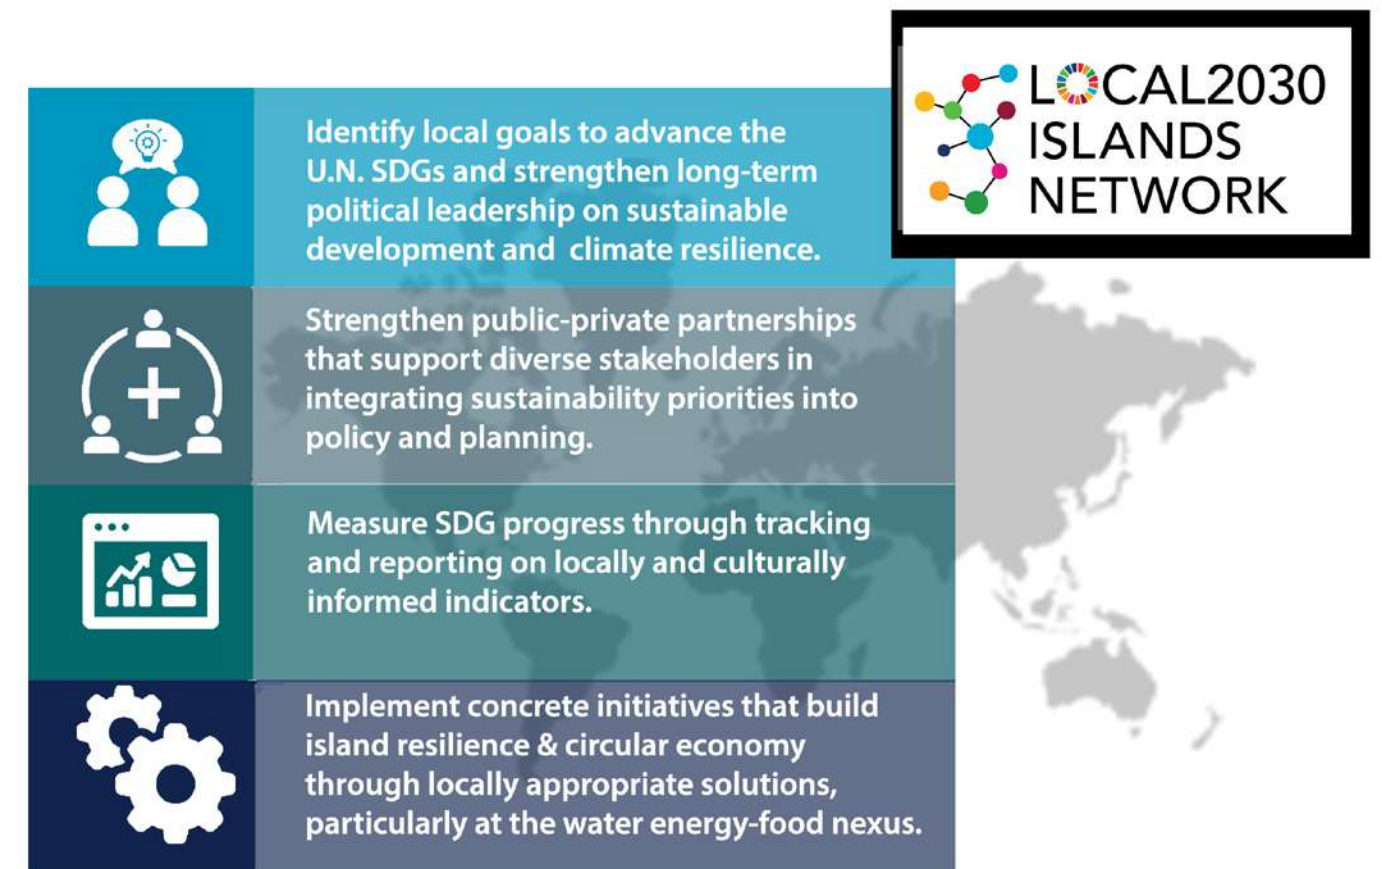 LOCAL2030
ISLANDS
NETWORK
Identify local goals to advance the
U.N. SDGs and strengthen long-term
political leadership on sustainable
development and climate resilience.
Strengthen public-private partnerships
that support diverse stakeholders in
integrating sustainability priorities into
policy and planning.
Measure SDG progress through tracking
and reporting on locally and culturally
informed indicators.
Implement concrete initiatives that build
island resilience & circular economy
through locally appropriate solutions,
particularly at the water energy-food nexus.